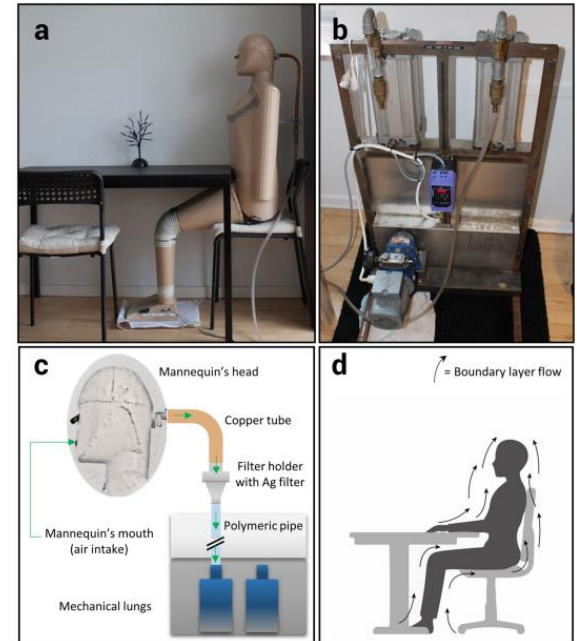 a
b
c
Mannequin's head
Copper tube
Filter holder
with Ag filter
Polymeric pipe
Mannequin's mouth
(air intake)
Mechanical lungs
d
= Boundary layer flow